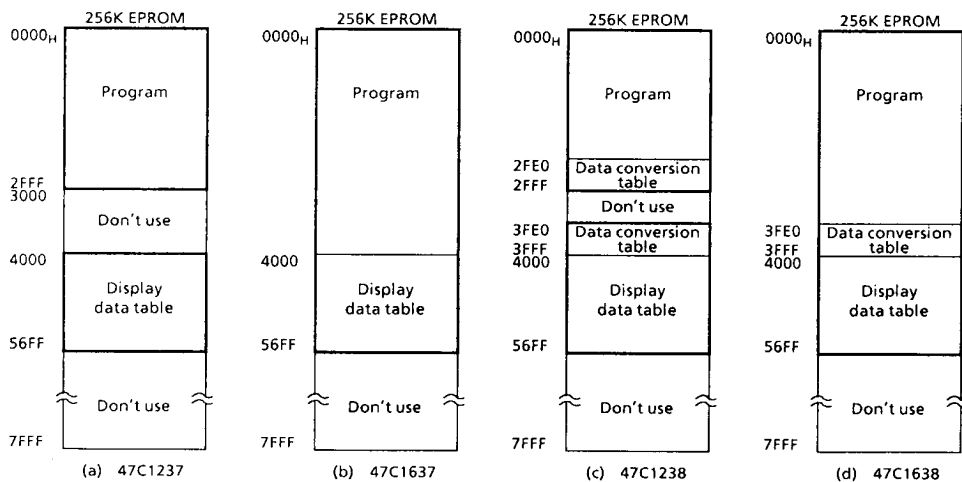 256K EPROM
0000H
Program
2FFF
3000
Don't use
4000
Display
data table
56FF
Don't use
7FFF
(a) 47C1237
256K EPROM
0000H
Program
4000
Display
data table
56FF
Don't use
7FFF
(b) 47C1637
256K EPROM
0000H
Program
2FE0
Data conversion
table
2FFF
Don't use
3FE0
Data conversion
table
3FFF
4000
Display
data table
56FF
Don't use
7FFF
(c) 47C1238
256K EPROM
0000H
Program
3FE0
Data conversion
table
3FFF
4000
Display
data table
56FF
Don't use
7FFF
(d) 47C1638